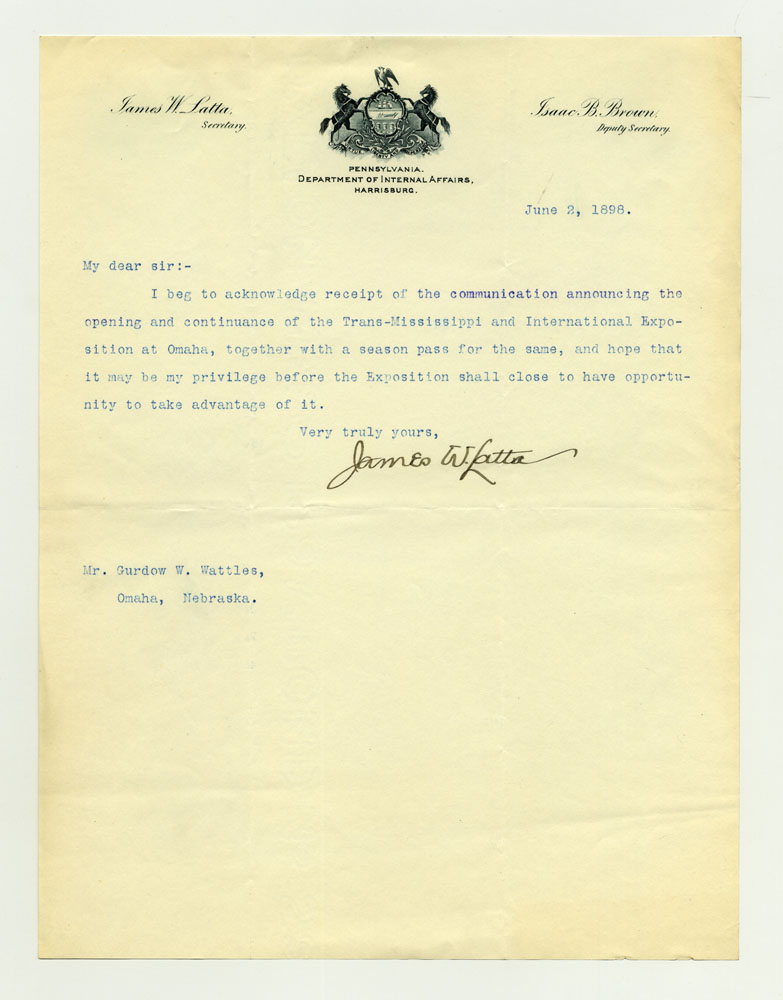 James W. Latta,
Secretary.
Isaac B. Brown,
Deputy Secretary.
PENNSYLVANIA.
DEPARTMENT OF INTERNAL AFFAIRS,
HARRISBURG.
June 2, 1898.
My dear sir:-
I beg to acknowledge receipt of the communication announcing the
opening and continuance of the Trans-Mississippi and International Expo-
sition at Omaha, together with a season pass for the same, and hope that
it may be my privilege before the Exposition shall close to have opportu-
nity to take advantage of it.
Very truly yours,
James W. Latta
Mr. Gurdow W. Wattles,
Omaha, Nebraska.